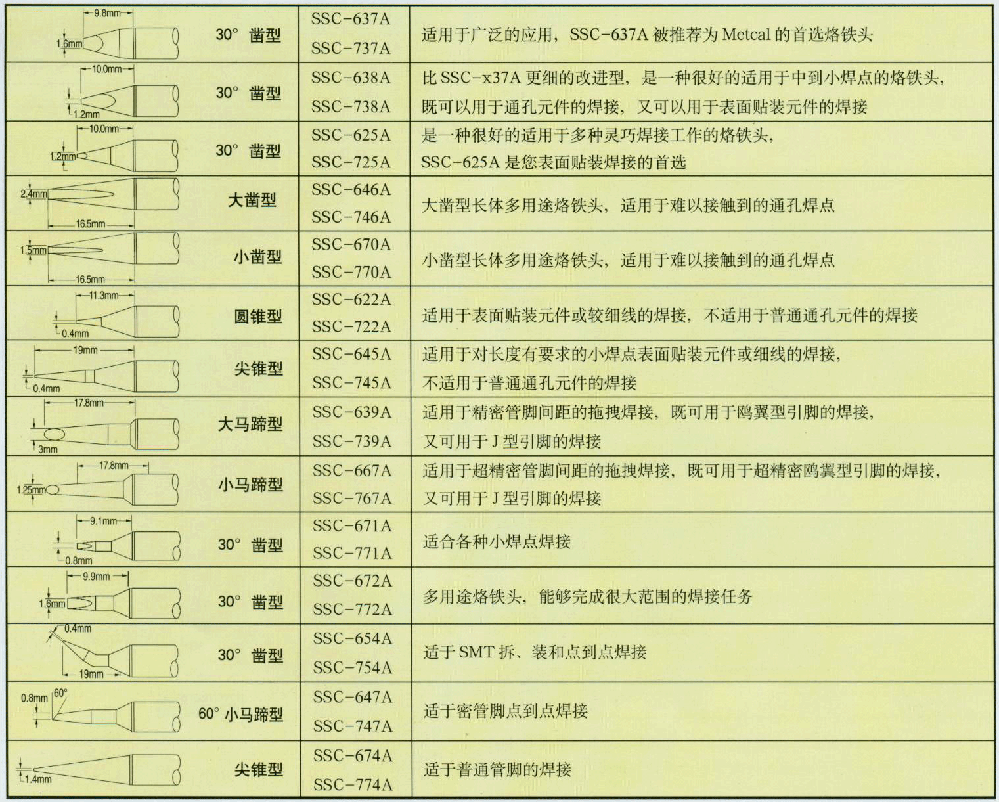 9.8mm
1.6mm
30° 凿型
SSC-637A
SSC-737A
适用于广泛的应用，SSC-637A 被推荐为 Metcal 的首选烙铁头
10.0mm
1.2mm
30° 凿型
SSC-638A
SSC-738A
比 SSC-x37A 更细的改进型，是一种很好的适用于中到小焊点的烙铁头，
既可以用于通孔元件的焊接，又可以用于表面贴装元件的焊接
10.0mm
1.2mm
30° 凿型
SSC-625A
SSC-725A
是一种很好的适用于多种灵巧焊接工作的烙铁头，
SSC-625A 是您表面贴装焊接的首选
2.4mm
16.5mm
大凿型
SSC-646A
SSC-746A
大凿型长体多用途烙铁头，适用于难以接触到的通孔焊点
1.5mm
16.5mm
小凿型
SSC-670A
SSC-770A
小凿型长体多用途烙铁头，适用于难以接触到的通孔焊点
11.3mm
0.4mm
圆锥型
SSC-622A
SSC-722A
适用于表面贴装元件或较细线的焊接，不适用于普通通孔元件的焊接
19mm
0.4mm
尖锥型
SSC-645A
SSC-745A
适用于对长度有要求的小焊点表面贴装元件或细线的焊接，
不适用于普通通孔元件的焊接
17.8mm
3mm
大马蹄型
SSC-639A
SSC-739A
适用于精密管脚间距的拖拽焊接，既可用于鸥翼型引脚的焊接，
又可用于 J 型引脚的焊接
17.8mm
1.25mm
小马蹄型
SSC-667A
SSC-767A
适用于超精密管脚间距的拖拽焊接，既可用于超精密鸥翼型引脚的焊接，
又可用于 J 型引脚的焊接
9.1mm
0.8mm
30° 凿型
SSC-671A
SSC-771A
适合各种小焊点焊接
9.9mm
1.6mm
30° 凿型
SSC-672A
SSC-772A
多用途烙铁头，能够完成很大范围的焊接任务
0.4mm
19mm
30° 凿型
SSC-654A
SSC-754A
适于 SMT 拆、装和点到点焊接
0.8mm
60°
60° 小马蹄型
SSC-647A
SSC-747A
适于密管脚点到点焊接
1.4mm
尖锥型
SSC-674A
SSC-774A
适于普通管脚的焊接